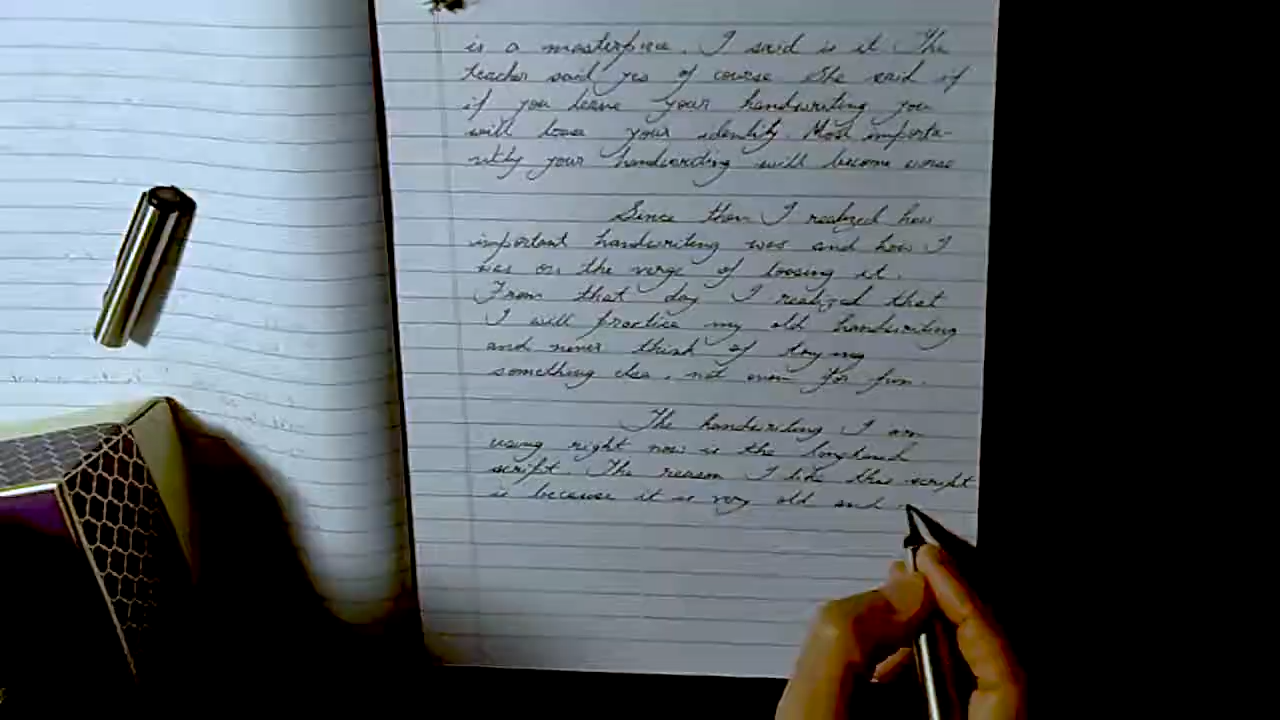 is a masterpiece. I said is it. The
teacher said yes of course she said if
if you leave your handwriting you
will loose your identity. Most importa-
ntly your handwriting will become worse
Since then I realized how
important handwriting was and how I
was on the verge of loosing it.
From that day I realized that
I will practice my old handwriting
and never think of trying
something else, not even for fun.
The handwriting I am
using right now is the longhand
script. The reason I like this script
is because it is very old and